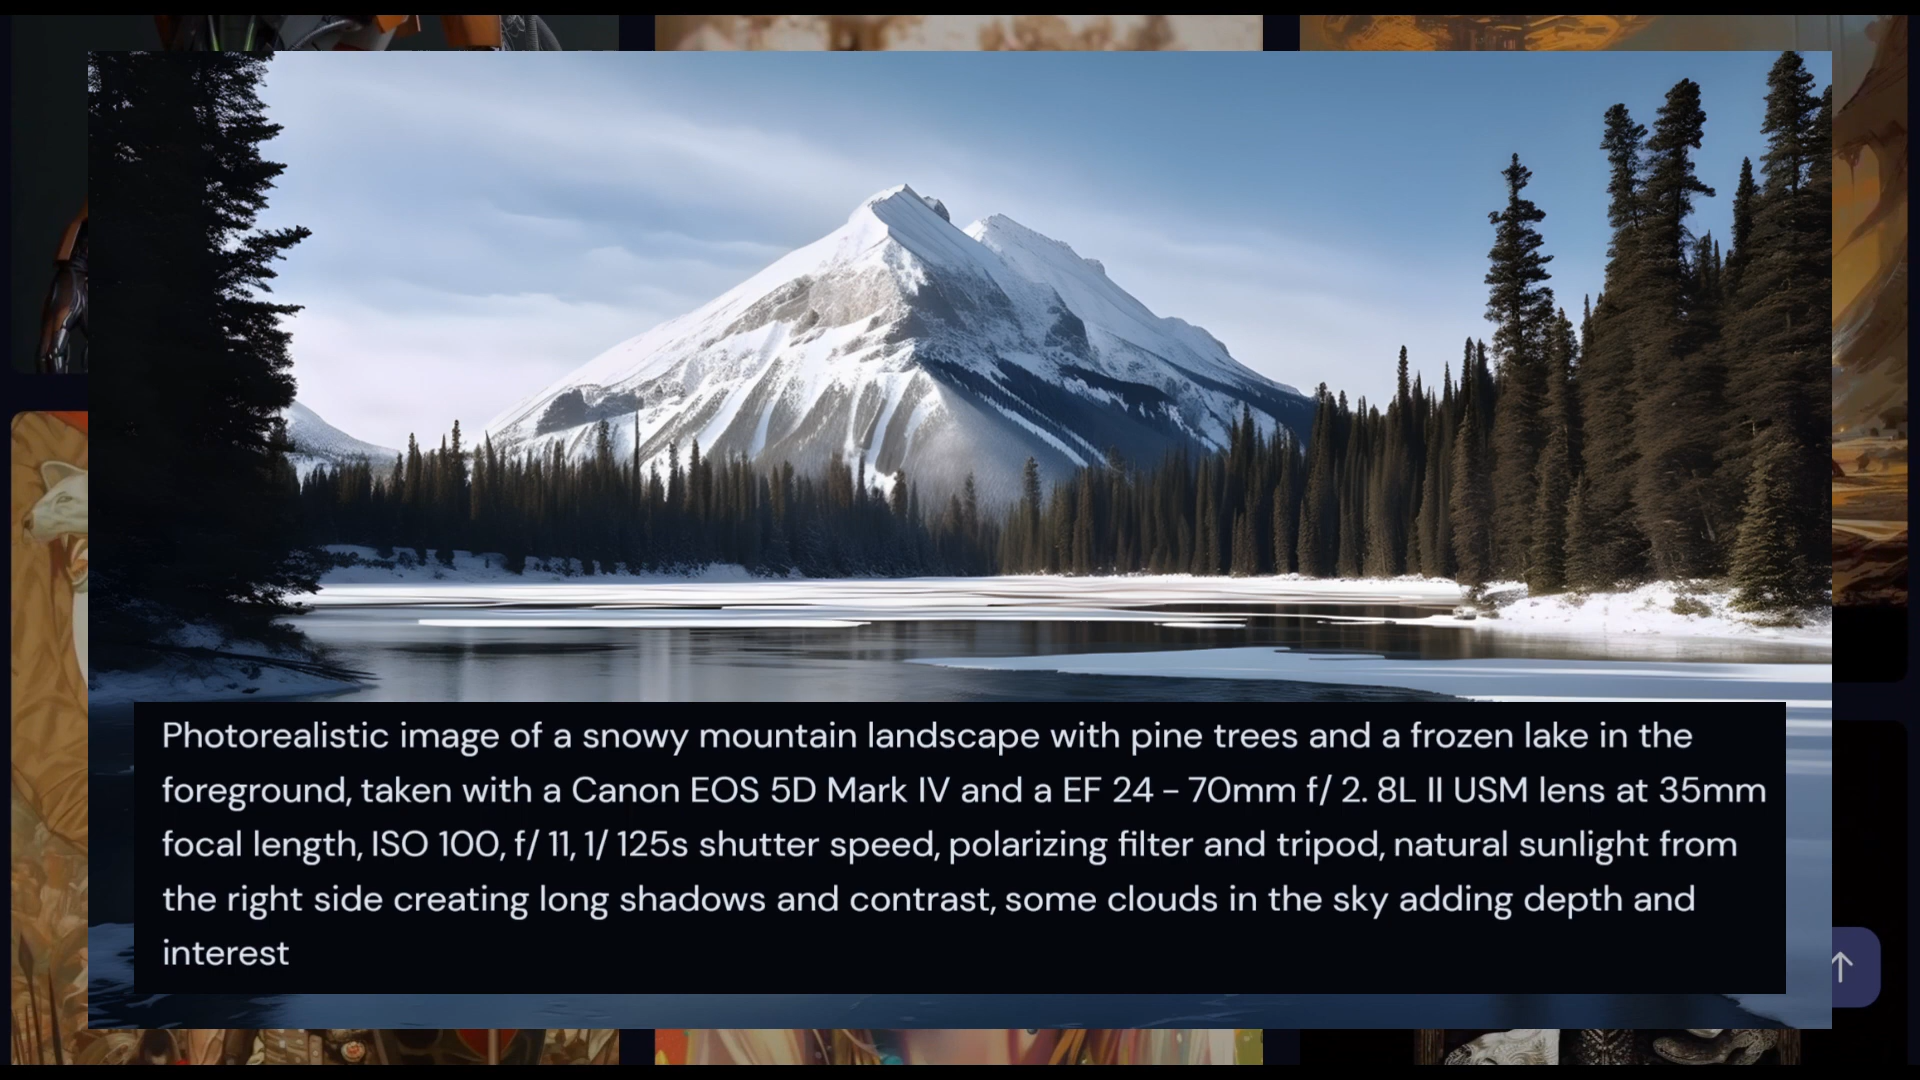 Photorealistic image of a snowy mountain landscape with pine trees and a frozen lake in the
foreground, taken with a Canon EOS 5D Mark IV and a EF 24 - 70mm f/ 2. 8L II USM lens at 35mm
focal length, ISO 100, f/ 11, 1/ 125s shutter speed, polarizing filter and tripod, natural sunlight from
the right side creating long shadows and contrast, some clouds in the sky adding depth and
interest